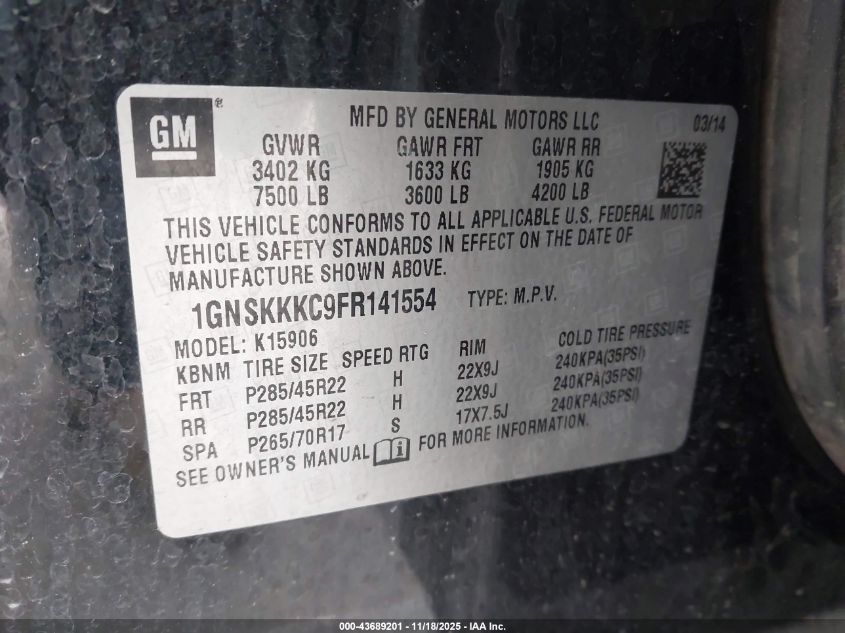 GM®
MFD BY GENERAL MOTORS LLC 03/14
GVWR GAWR FRT GAWR RR
3402 KG 1633 KG 1905 KG
7500 LB 3600 LB 4200 LB
THIS VEHICLE CONFORMS TO ALL APPLICABLE U.S. FEDERAL MOTOR
VEHICLE SAFETY STANDARDS IN EFFECT ON THE DATE OF
MANUFACTURE SHOWN ABOVE.
1GNSKKKC9FR141554 TYPE: M.P.V.
MODEL: K15906
KBNM TIRE SIZE SPEED RTG RIM COLD TIRE PRESSURE
FRT P285/45R22 H 22X9J 240KPA(35PSI)
RR P285/45R22 H 22X9J 240KPA(35PSI)
SPA P265/70R17 S 17X7.5J 240KPA(35PSI)
SEE OWNER'S MANUAL FOR MORE INFORMATION.
000-43689201 - 11/18/2025 - IAA Inc.